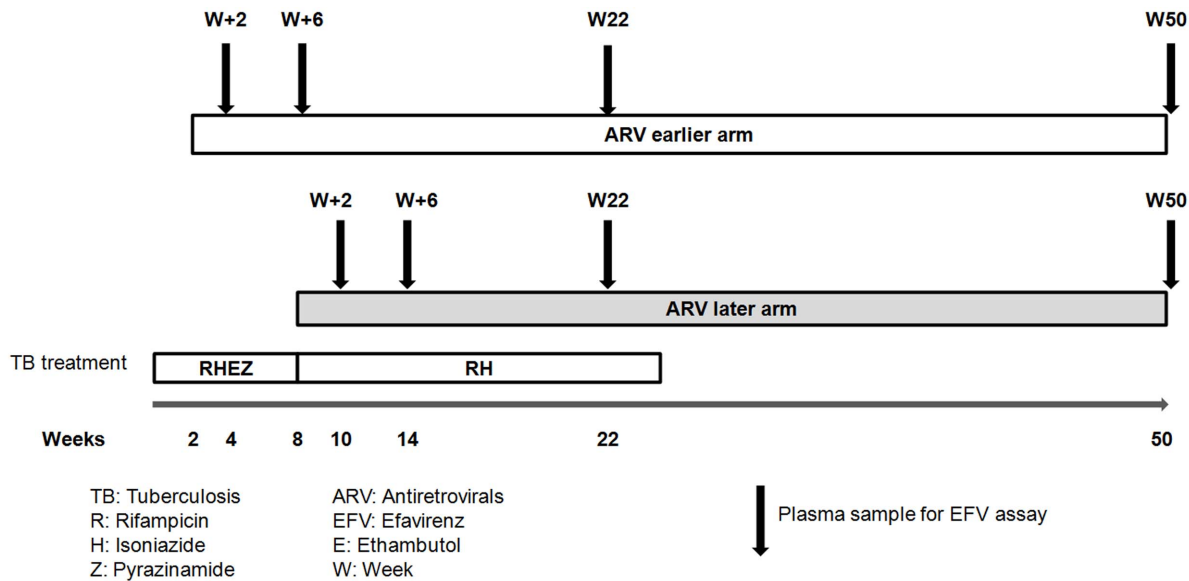 W+2 W+6 W22 W50
ARV earlier arm
W+2 W+6 W22 W50
ARV later arm
TB treatment RHEZ RH
Weeks 2 4 8 10 14 22 50
TB: Tuberculosis ARV: Antiretrovirals
R: Rifampicin EFV: Efavirenz
H: Isoniazide E: Ethambutol
Z: Pyrazinamide W: Week
Plasma sample for EFV assay